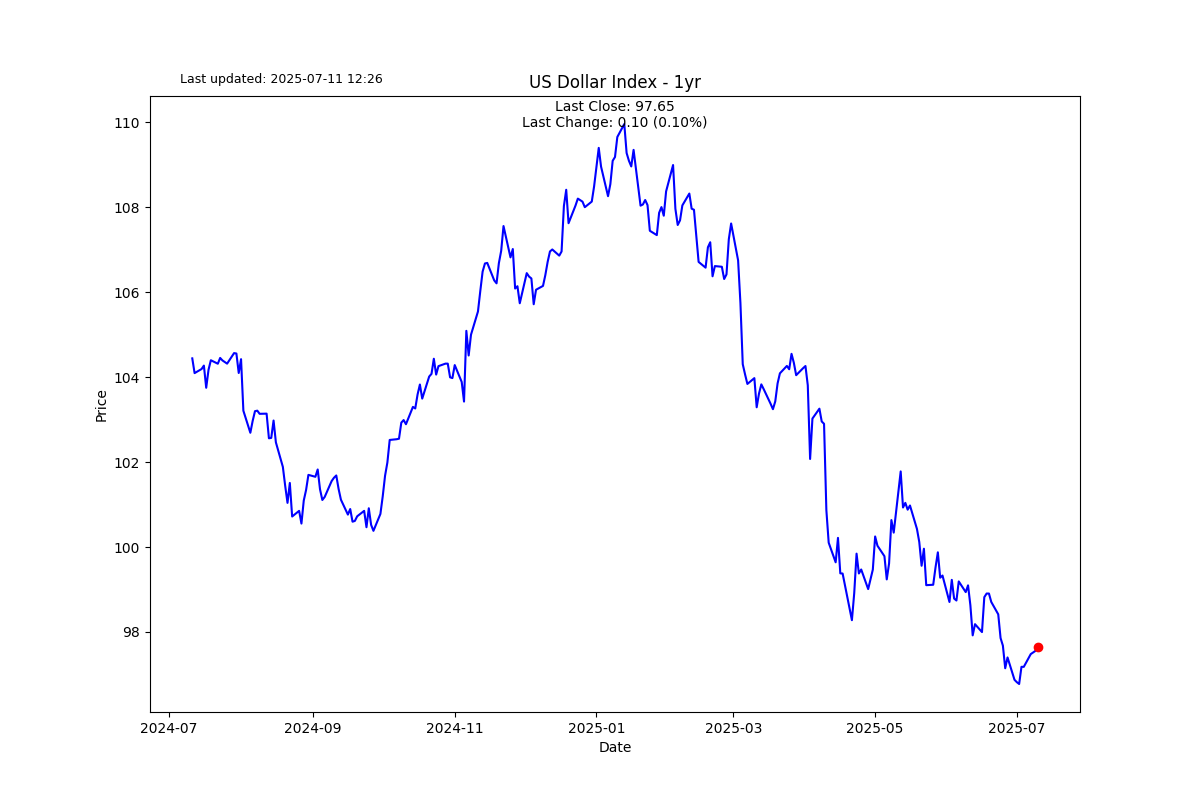 Last updated: 2025-07-11 12:26
US Dollar Index - 1yr
Last Close: 97.65
Last Change: 0.10 (0.10%)
110
108
106
104
102
100
98
Price
2024-07 2024-09 2024-11 2025-01 2025-03 2025-05 2025-07
Date